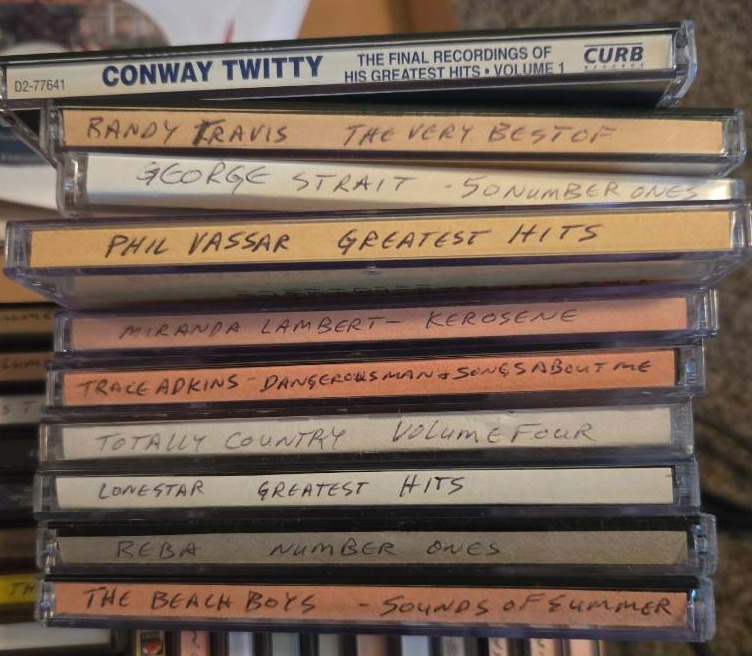 D2-77641 CONWAY TWITTY THE FINAL RECORDINGS OF
HIS GREATEST HITS • VOLUME 1 CURB
RECORDS
RANDY TRAVIS THE VERY BEST OF
GEORGE STRAIT - 50 NUMBER ONES
PHIL VASSAR GREATEST HITS
MIRANDA LAMBERT - KEROSENE
TRACE ADKINS - DANGEROUS MAN & SONGS ABOUT ME
TOTALLY COUNTRY VOLUME FOUR
LONESTAR GREATEST HITS
REBA NUMBER ONES
THE BEACH BOYS - SOUNDS OF SUMMER
TH